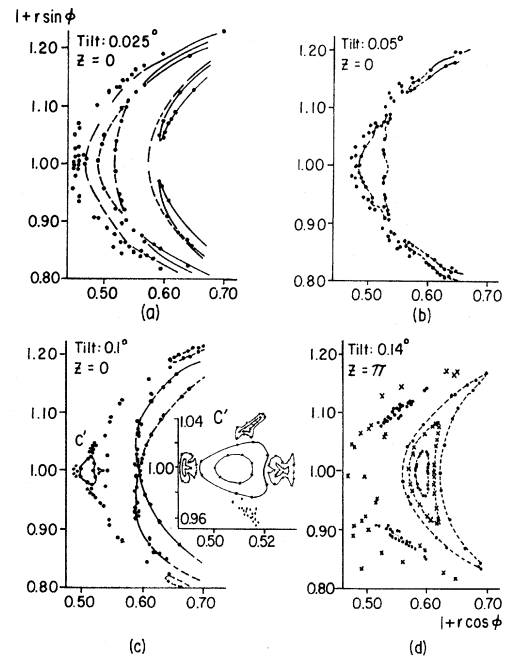 1+r sin ϕ
Tilt: 0.025°
Z = 0
1.20
1.10
1.00
0.90
0.80
0.50
0.60
0.70
(a)
Tilt: 0.05°
Z = 0
1.20
1.10
1.00
0.90
0.80
0.50
0.60
0.70
(b)
Tilt: 0.1°
Z = 0
1.20
1.10
1.00
0.90
0.80
C'
0.50
0.60
0.70
1.04
C'
1.00
0.96
0.50
0.52
(c)
Tilt: 0.14°
Z = π
1.20
1.10
1.00
0.90
0.80
0.50
0.60
0.70
1+r cos ϕ
(d)